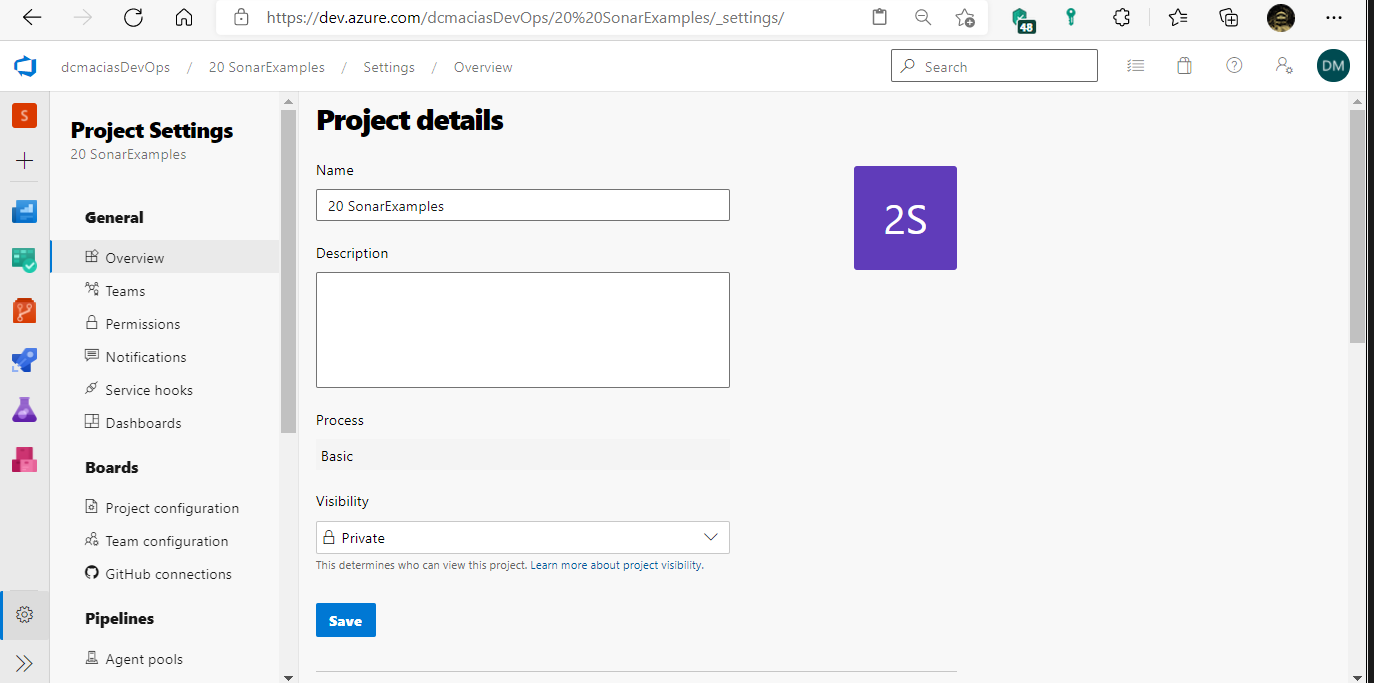 https://dev.azure.com/dcmaciasDevOps/20%20SonarExamples/_settings/
48
dcmaciasDevOps / 20 SonarExamples / Settings / Overview
Search
DM
S
Project Settings
20 SonarExamples
General
Overview
Teams
Permissions
Notifications
Service hooks
Dashboards
Boards
Project configuration
Team configuration
GitHub connections
Pipelines
Agent pools
Project details
Name
20 SonarExamples
2S
Description
Process
Basic
Visibility
Private
This determines who can view this project. Learn more about project visibility.
Save